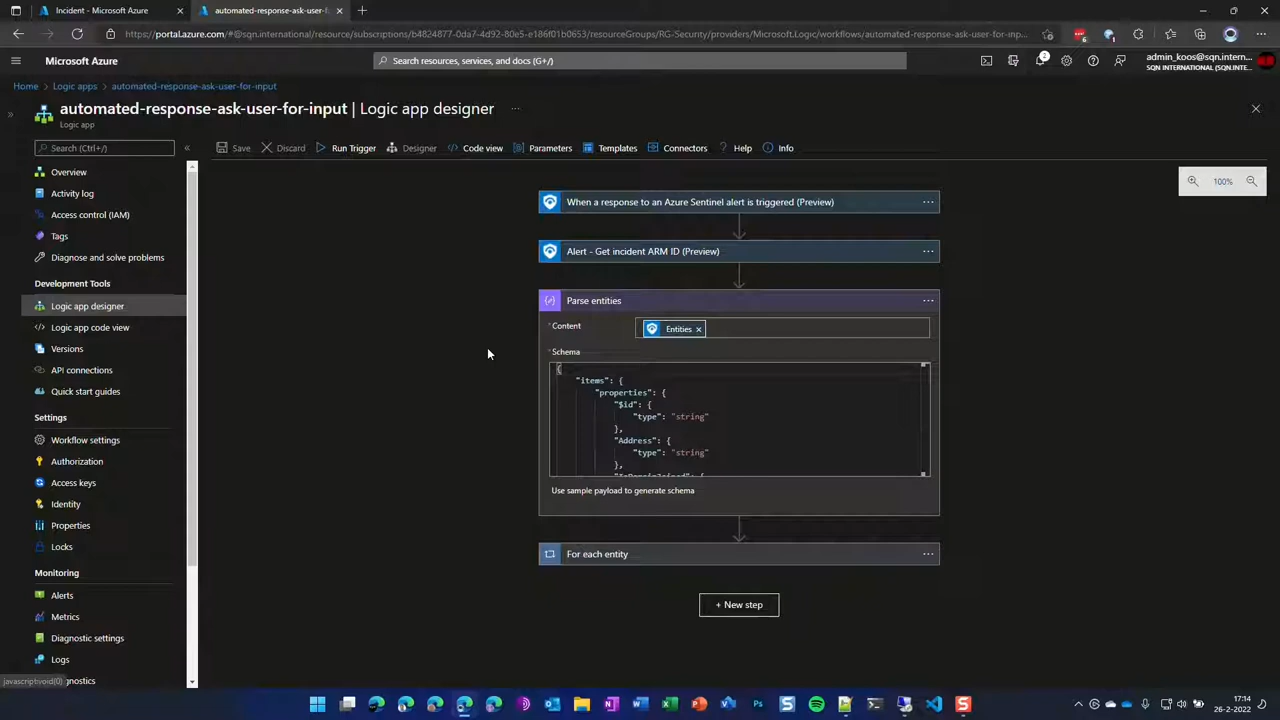 Incident - Microsoft Azure
automated-response-ask-user-for-
https://portal.azure.com/#@sqn.international/resource/subscriptions/b4824877-0da7-4d92-80e5-e186f01b0653/resourceGroups/RG-Security/providers/Microsoft.Logic/workflows/automated-response-ask-user-for-inp...
Microsoft Azure
Search resources, services, and docs (G+/)
2
admin_koos@sqn.intern...
SQN INTERNATIONAL (SQN.INTERN...
Home
Logic apps
automated-response-ask-user-for-input
automated-response-ask-user-for-input | Logic app designer
Logic app
Search (Ctrl+/)
Save
Discard
Run Trigger
Designer
Code view
Parameters
Templates
Connectors
Help
Info
Overview
Activity log
Access control (IAM)
Tags
Diagnose and solve problems
Development Tools
Logic app designer
Logic app code view
Versions
API connections
Quick start guides
Settings
Workflow settings
Authorization
Access keys
Identity
Properties
Locks
Monitoring
Alerts
Metrics
Diagnostic settings
Logs
gnostics
javascript:void(0)
100%
When a response to an Azure Sentinel alert is triggered (Preview)
Alert - Get incident ARM ID (Preview)
Parse entities
* Content
Entities
* Schema
{
"items": {
"properties": {
"$id": {
"type": "string"
},
"Address": {
"type": "string"
},
Use sample payload to generate schema
For each entity
+ New step
17:14
26-2-2022